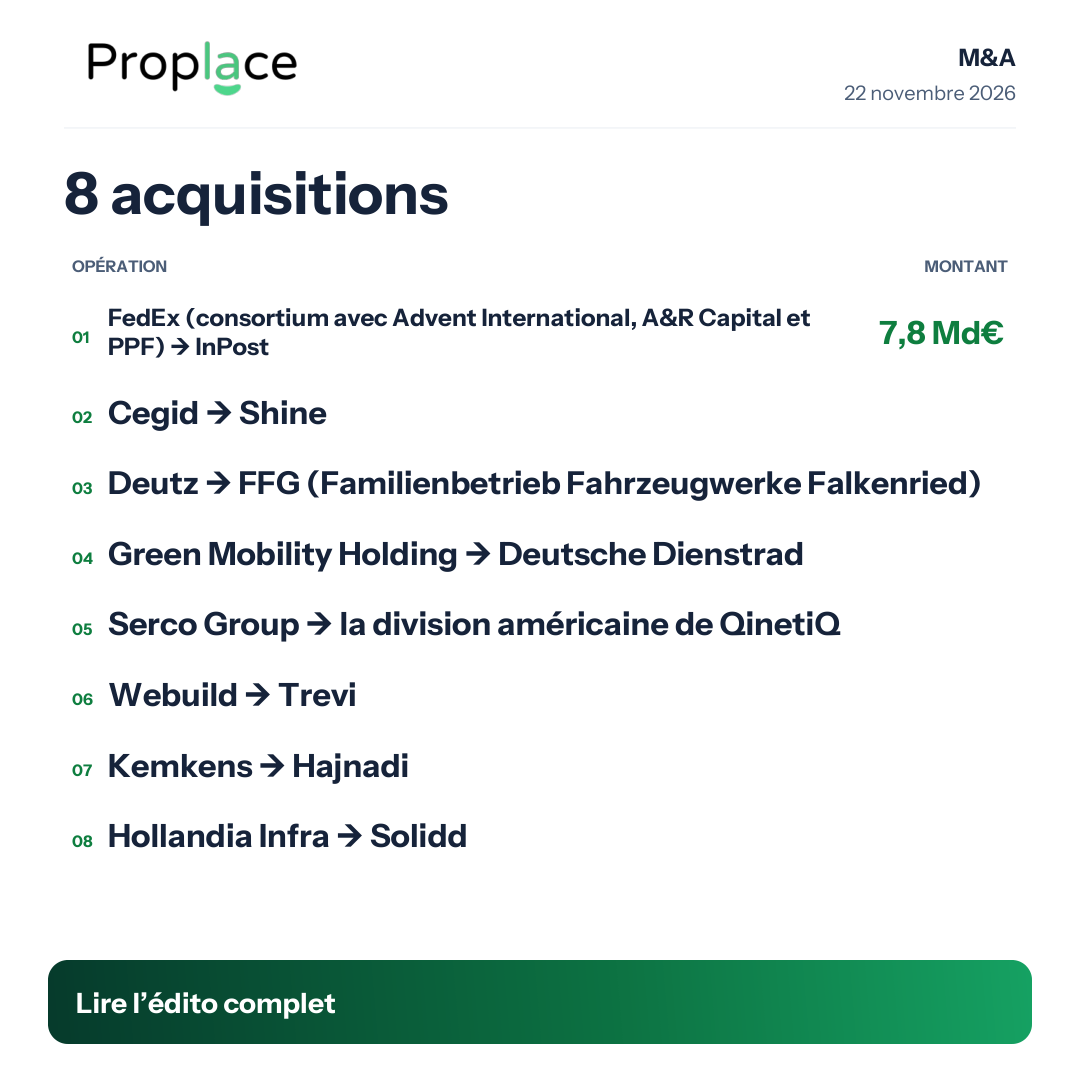 Proplace
M&A
22 novembre 2026
8 acquisitions
OPÉRATION
MONTANT
01
FedEx (consortium avec Advent International, A&R Capital et
PPF) → InPost
7,8 Md€
02 Cegid → Shine
03 Deutz → FFG (Familienbetrieb Fahrzeugwerke Falkenried)
04 Green Mobility Holding → Deutsche Dienstrad
05 Serco Group → la division américaine de QinetiQ
06 Webuild → Trevi
07 Kemkens → Hajnadi
08 Hollandia Infra → Solidd
Lire l’édito complet